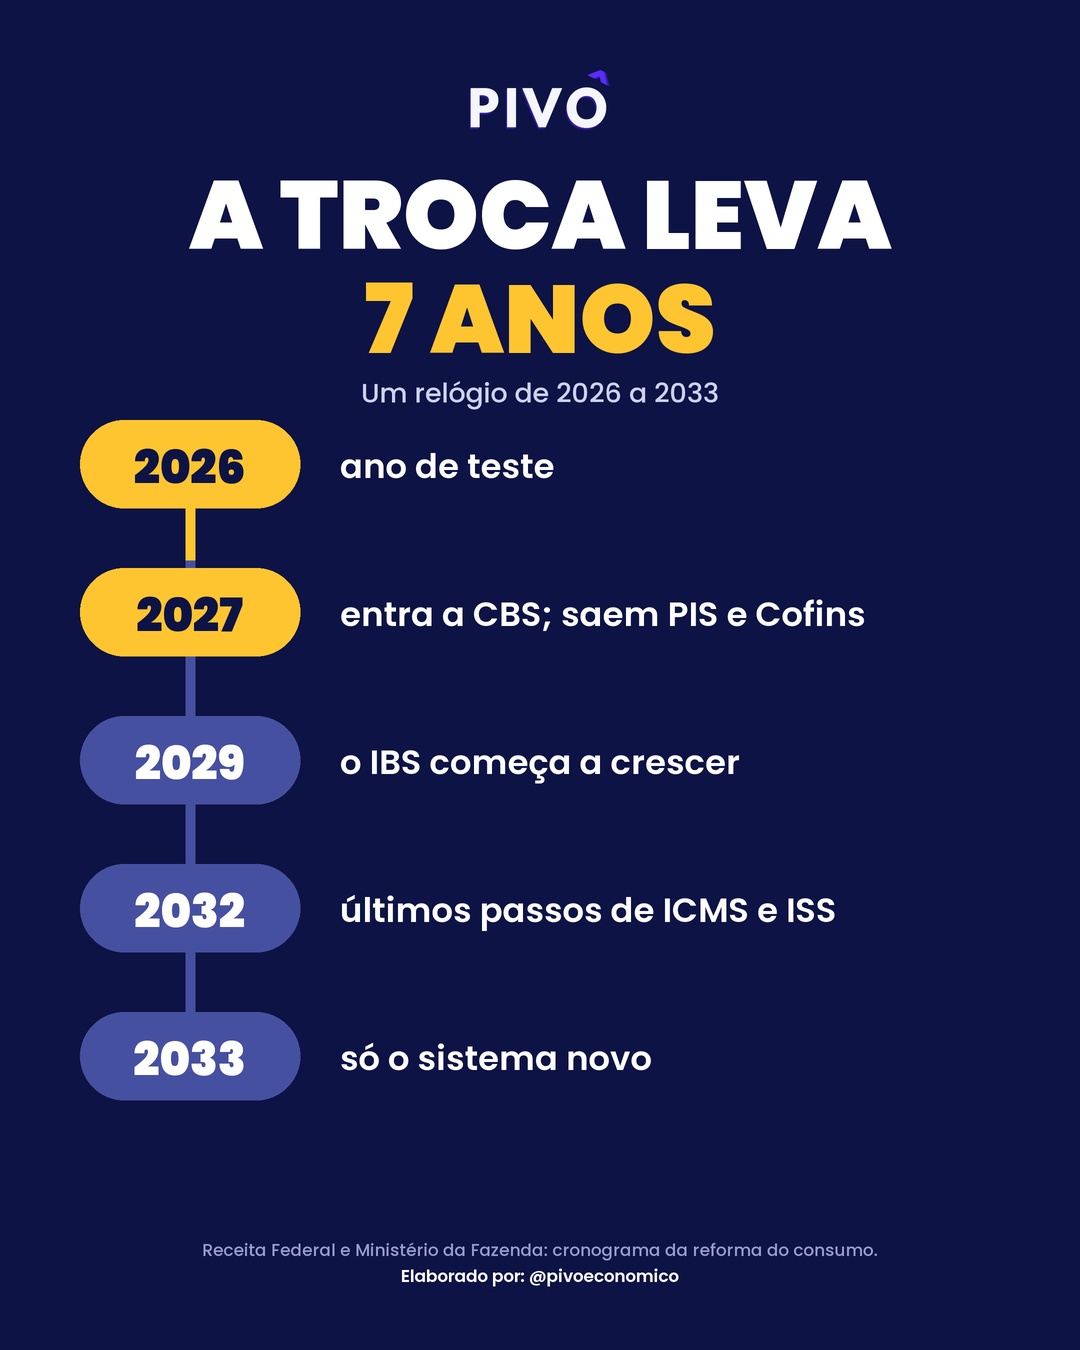 PIVÔ
A TROCA LEVA
7 ANOS
Um relógio de 2026 a 2033
2026 ano de teste
2027 entra a CBS; saem PIS e Cofins
2029 o IBS começa a crescer
2032 últimos passos de ICMS e ISS
2033 só o sistema novo
Receita Federal e Ministério da Fazenda: cronograma da reforma do consumo.
Elaborado por: @pivoeconomico